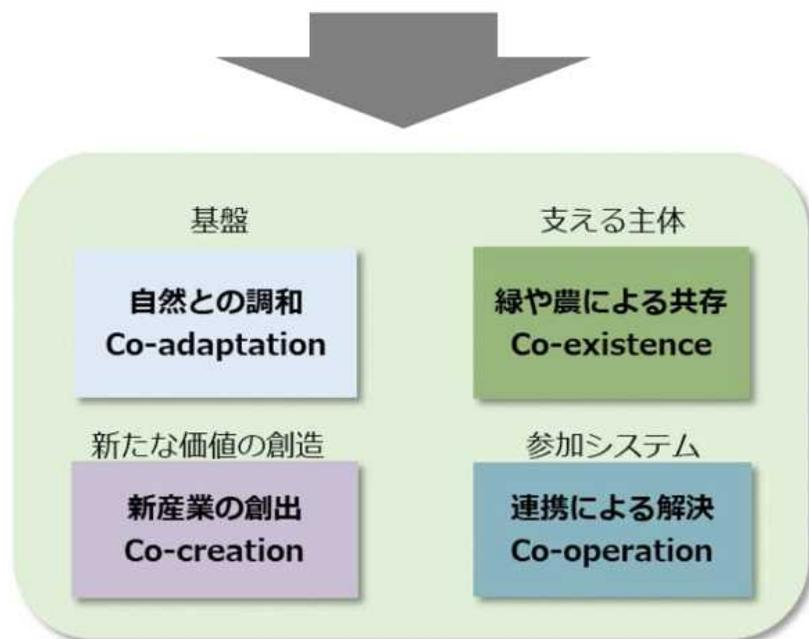 基盤
自然との調和
Co-adaptation
支える主体
緑や農による共存
Co-existence
新たな価値の創造
新産業の創出
Co-creation
参加システム
連携による解決
Co-operation